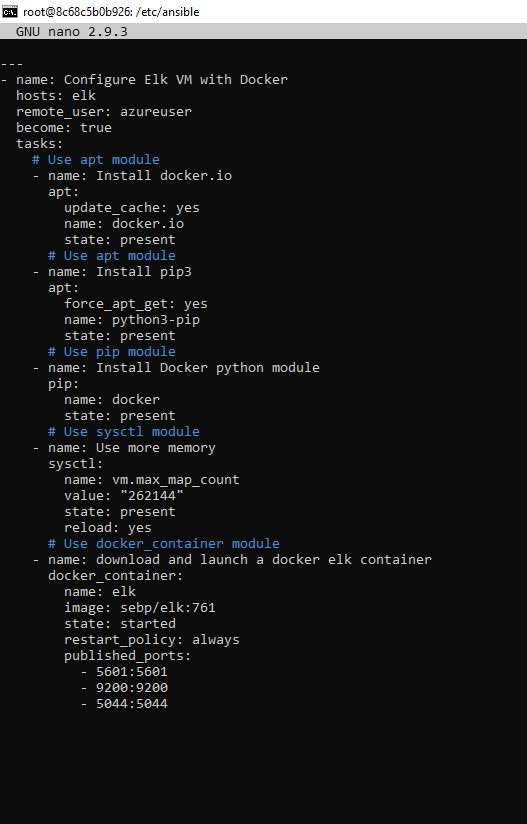 root@8c68c5b0b926: /etc/ansible
GNU nano 2.9.3
---
- name: Configure Elk VM with Docker
  hosts: elk
  remote_user: azureuser
  become: true
  tasks:
    # Use apt module
    - name: Install docker.io
      apt:
        update_cache: yes
        name: docker.io
        state: present
      # Use apt module
    - name: Install pip3
      apt:
        force_apt_get: yes
        name: python3-pip
        state: present
      # Use pip module
    - name: Install Docker python module
      pip:
        name: docker
        state: present
      # Use sysctl module
    - name: Use more memory
      sysctl:
        name: vm.max_map_count
        value: "262144"
        state: present
        reload: yes
      # Use docker_container module
    - name: download and launch a docker elk container
      docker_container:
        name: elk
        image: sebp/elk:761
        state: started
        restart_policy: always
        published_ports:
          - 5601:5601
          - 9200:9200
          - 5044:5044